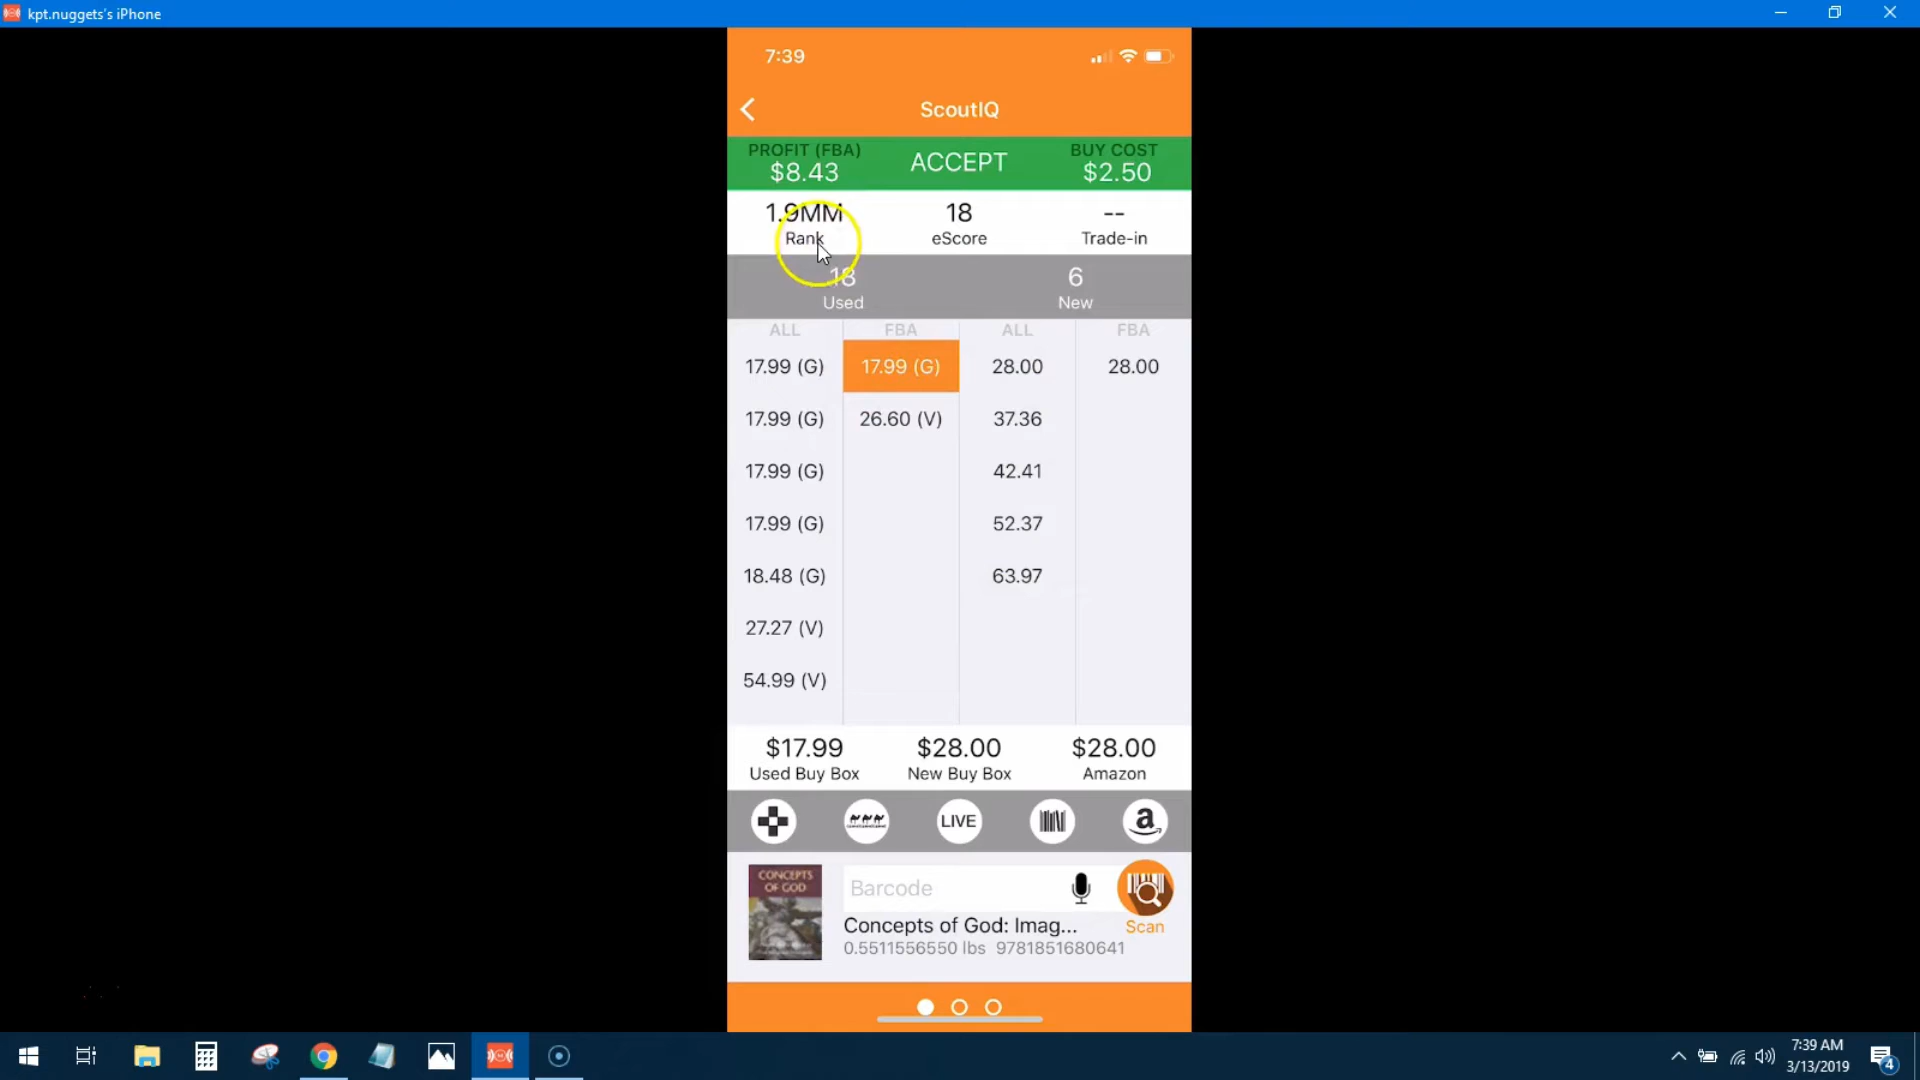 kpt.nuggets's iPhone
7:39
ScoutIQ
PROFIT (FBA) ACCEPT BUY COST
$8.43 $2.50
1.9MM 18 --
Rank eScore Trade-in
18 6
Used New
ALL FBA ALL FBA
17.99 (G) 17.99 (G) 28.00 28.00
17.99 (G) 26.60 (V) 37.36
17.99 (G) 42.41
17.99 (G) 52.37
18.48 (G) 63.97
27.27 (V)
54.99 (V)
$17.99 $28.00 $28.00
Used Buy Box New Buy Box Amazon
LIVE a
CONCEPTS
OF GOD
Barcode
Concepts of God: Imag...
Scan
0.5511556550 lbs 9781851680641
7:39 AM
3/13/2019
4